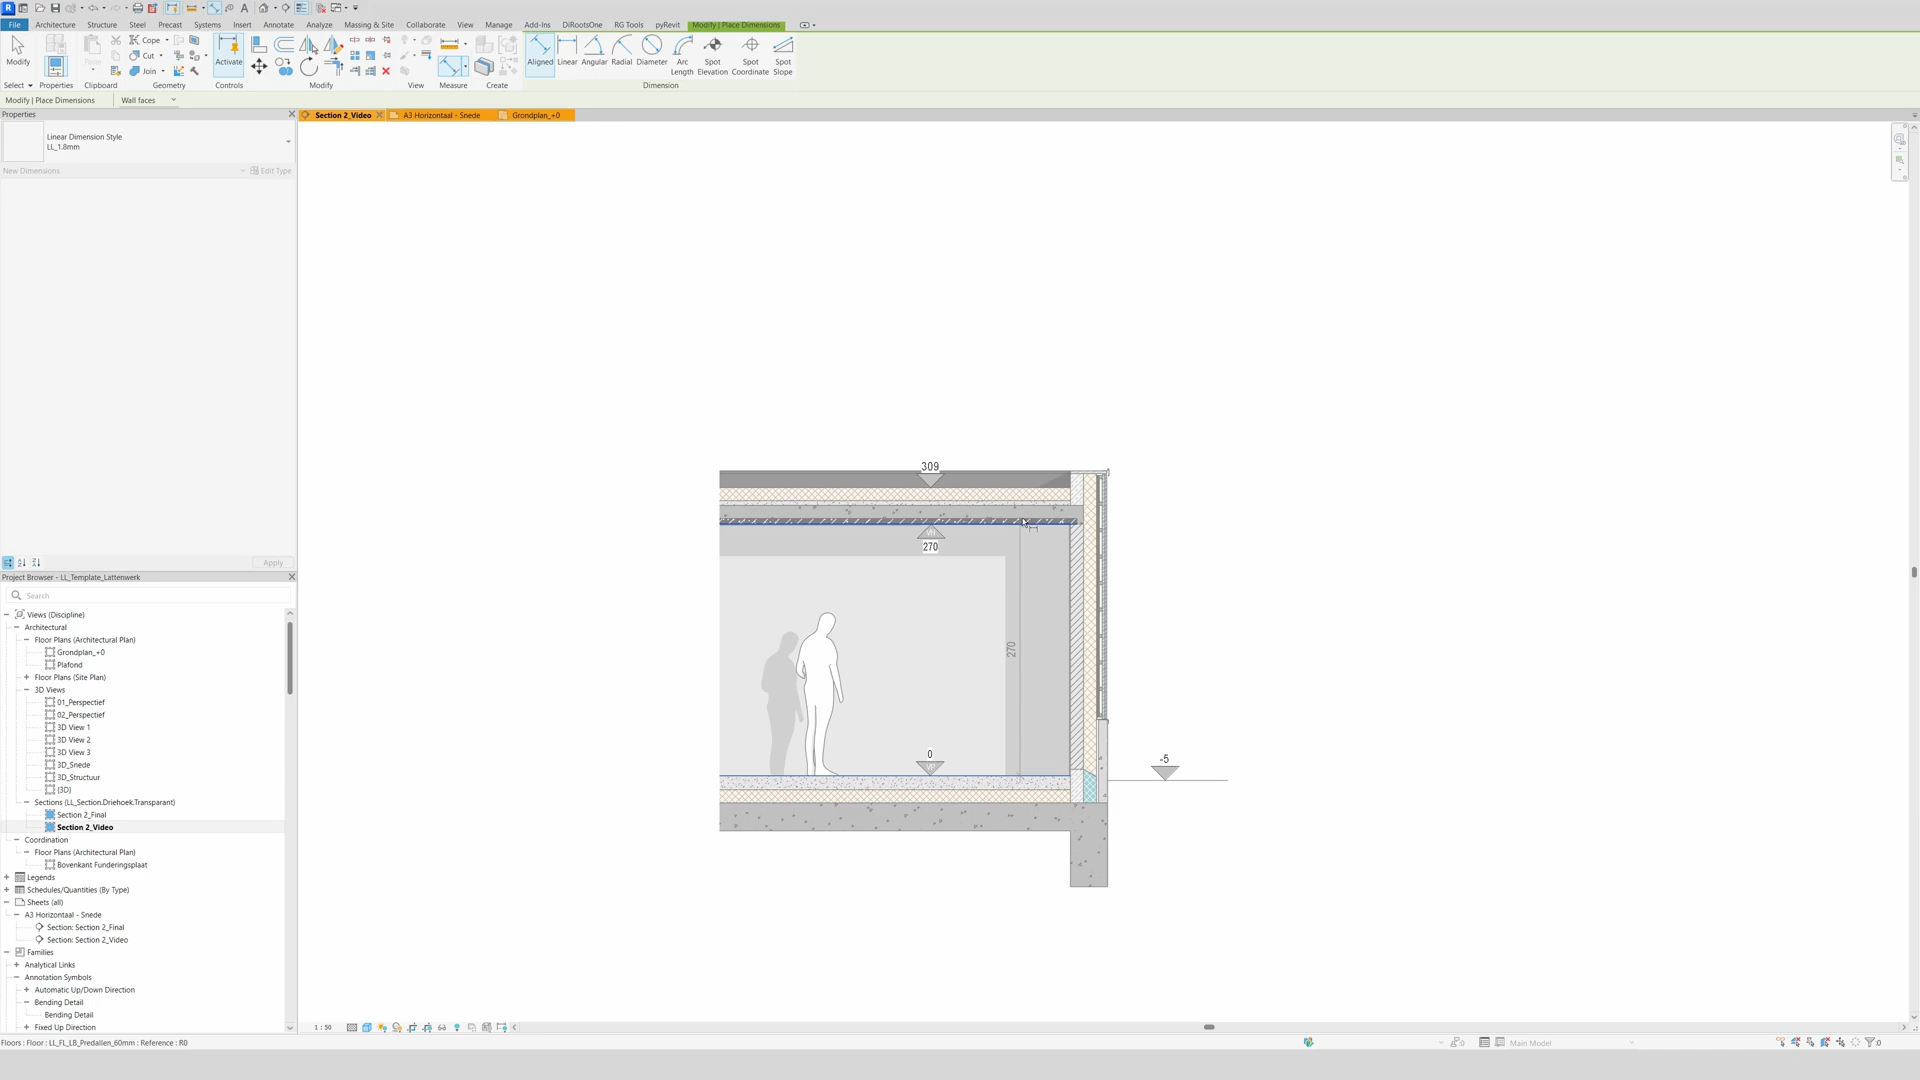 File Architecture Structure Steel Precast Systems Insert Annotate Analyze Massing & Site Collaborate View Manage Add-Ins DiRootsOne RG Tools pyRevit Modify | Place Dimensions
Modify Paste Cope Cut Join Activate Aligned Linear Angular Radial Diameter Arc Length Spot Elevation Spot Coordinate Spot Slope
Select Properties Clipboard Geometry Controls Modify View Measure Create Dimension
Modify | Place Dimensions Wall faces
Properties
Section 2_Video A3 Horizontaal - Snede Grondplan_+0
Linear Dimension Style
LL_1.8mm
New Dimensions Edit Type
Apply
Project Browser - LL_Template_Lattenwerk
Search
Views (Discipline)
Architectural
Floor Plans (Architectural Plan)
Grondplan_+0
Plafond
Floor Plans (Site Plan)
3D Views
01_Perspectief
02_Perspectief
3D View 1
3D View 2
3D View 3
3D_Snede
3D_Structuur
{3D}
Sections (LL_Section.Driehoek.Transparant)
Section 2_Final
Section 2_Video
Coordination
Floor Plans (Architectural Plan)
Bovenkant Funderingsplaat
Legends
Schedules/Quantities (By Type)
Sheets (all)
A3 Horizontaal - Snede
Section: Section 2_Final
Section: Section 2_Video
Families
Analytical Links
Annotation Symbols
Automatic Up/Down Direction
Bending Detail
Bending Detail
Fixed Up Direction
309
VH
270
270
0
VP
-5
1 : 50
Floors : Floor : LL_FL_LB_Predallen_60mm : Reference : R0
:0
Main Model
:0